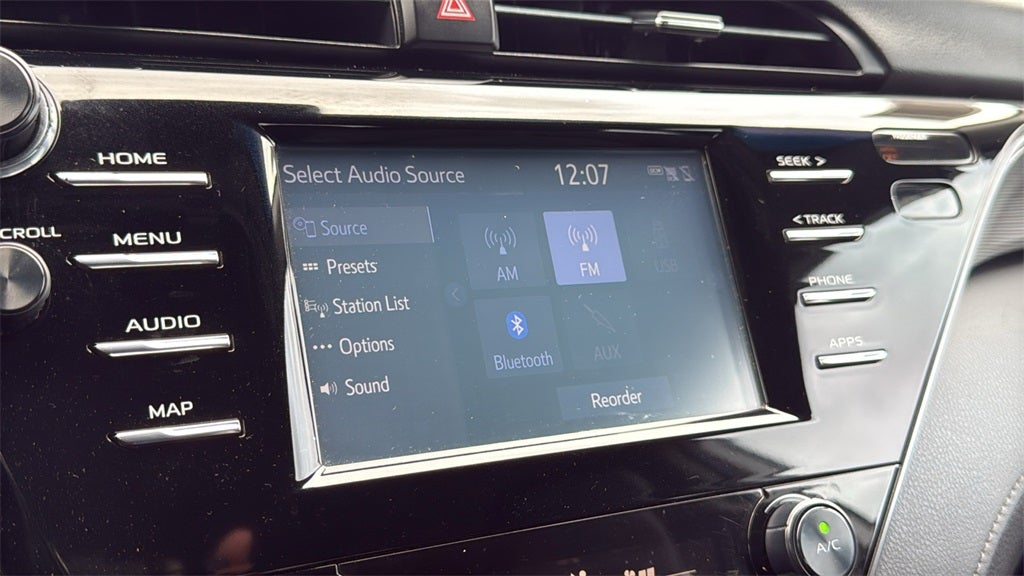 HOME
MENU
SCROLL
AUDIO
MAP
Select Audio Source
12:07
Source
Presets
Station List
Options
Sound
AM
FM
USB
Bluetooth
AUX
Reorder
SEEK >
< TRACK
PHONE
APPS
A/C